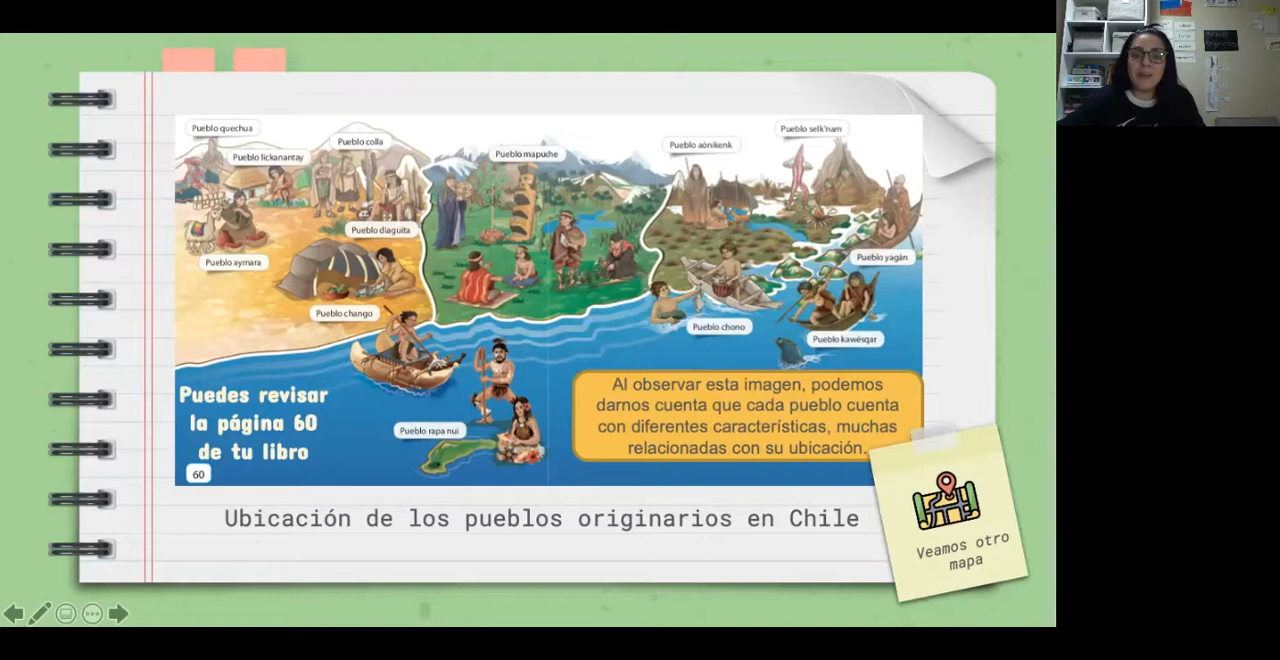 Pueblo quechua
Pueblo lickanantay
Pueblo colla
Pueblo mapuche
Pueblo aónikenk
Pueblo selk'nam
Pueblo diaguita
Pueblo aymara
Pueblo yagán
Pueblo chango
Pueblo chono
Pueblo kawésqar
Pueblo rapa nui
Puedes revisar
la página 60
de tu libro
60
Al observar esta imagen, podemos
darnos cuenta que cada pueblo cuenta
con diferentes características, muchas
relacionadas con su ubicación.
Ubicación de los pueblos originarios en Chile
Veamos otro
mapa